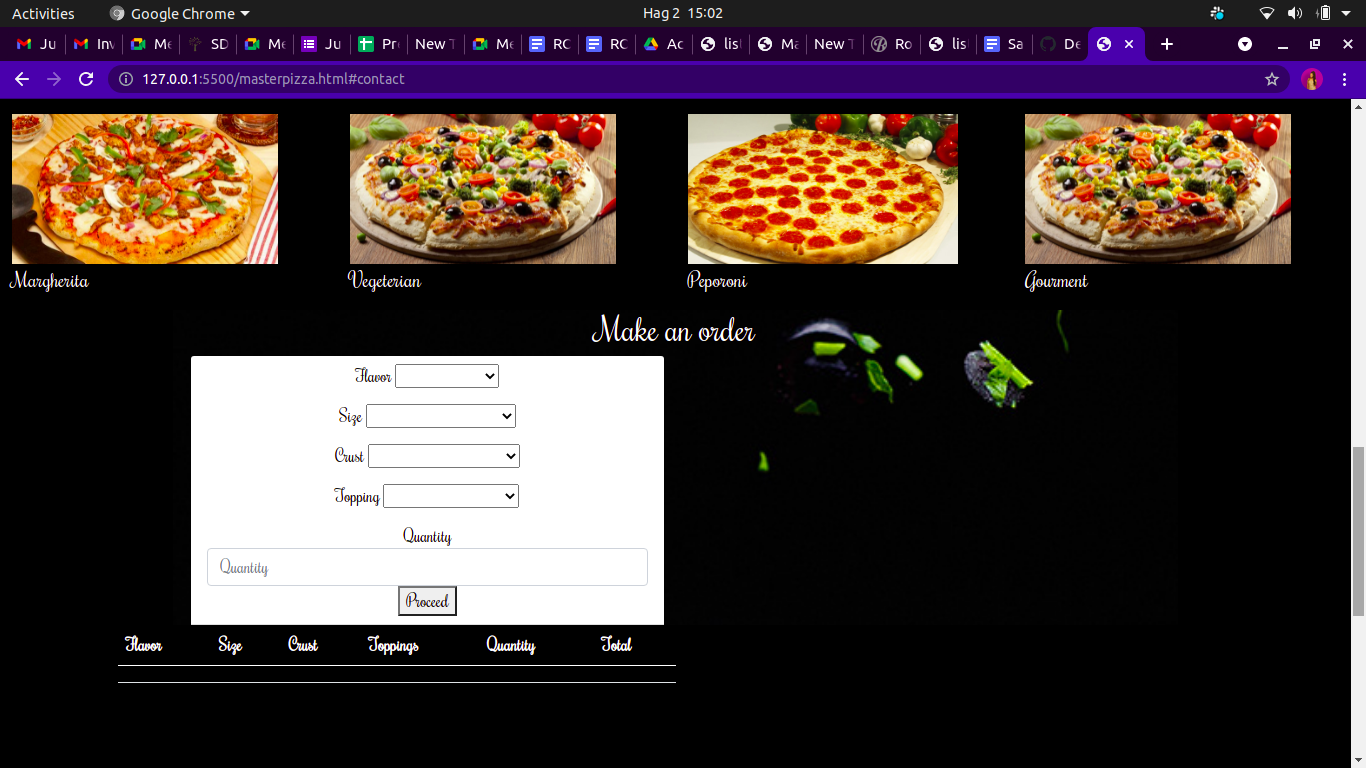 Activities Google Chrome Hag 2 15:02
Ju Inv Me SD Me Ju Pre New T Me RC RC Ac list Ma New T Ro list Sa De
127.0.0.1:5500/masterpizza.html#contact
Margherita Vegeterian Peporoni Gourment
Make an order
Flavor
Size
Crust
Topping
Quantity
Quantity
Proceed
Flavor Size Crust Toppings Quantity Total